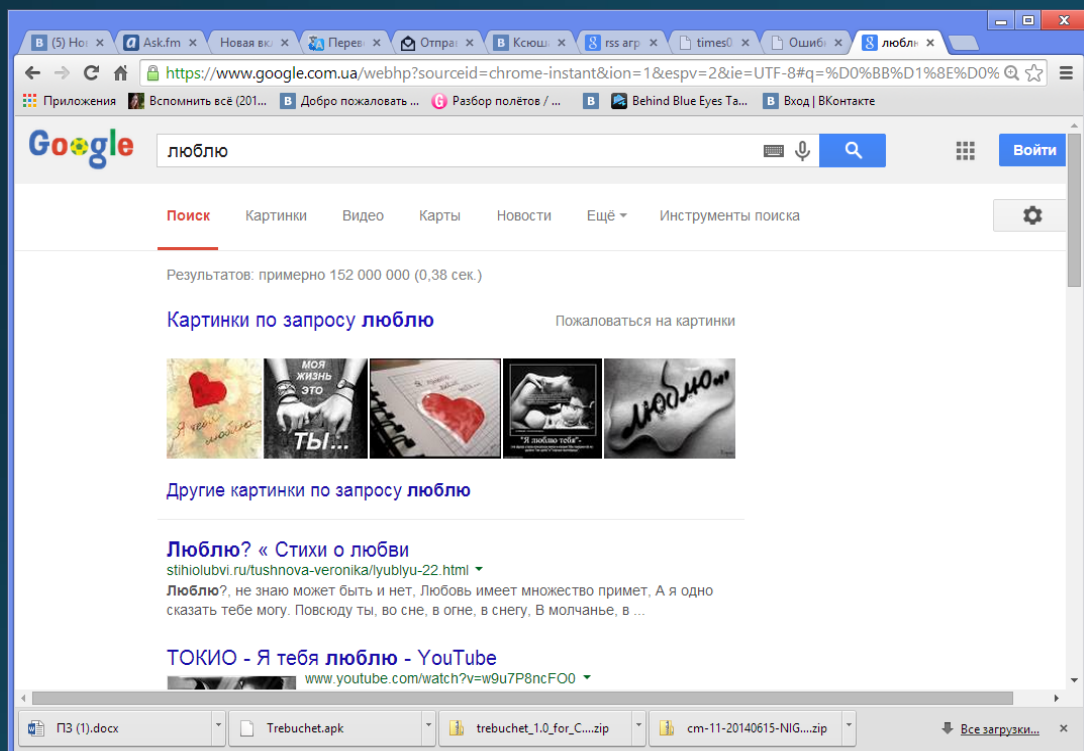 (5) Но
Ask.fm
Новая вкл
Перев
Отпра
Ксюш
rss агр
times0
Ошибк
любл
https://www.google.com.ua/webhp?sourceid=chrome-instant&ion=1&espv=2&ie=UTF-8#q=%D0%BB%D1%8E%D0%
Приложения
Вспомнить всё (201...
Добро пожаловать ...
Разбор полётов / ...
Behind Blue Eyes Ta...
Вход | ВКонтакте
Google
люблю
Войти
Поиск
Картинки
Видео
Карты
Новости
Ещё
Инструменты поиска
Результатов: примерно 152 000 000 (0,38 сек.)
Картинки по запросу люблю
Пожаловаться на картинки
Я тебя люблю
МОЯ
ЖИЗНЬ
ЭТО
ТЫ...
"Я люблю тебя"-
люблю...
Другие картинки по запросу люблю
Люблю? « Стихи о любви
stihiolubvi.ru/tushnova-veronika/lyublyu-22.html
Люблю?, не знаю может быть и нет, Любовь имеет множество примет, А я одно
сказать тебе могу. Повсюду ты, во сне, в огне, в снегу, В молчанье, в ...
ТОКИО - Я тебя люблю - YouTube
www.youtube.com/watch?v=w9u7P8ncFO0
ПЗ (1).docx
Trebuchet.apk
trebuchet_1.0_for_C....zip
cm-11-20140615-NIG....zip
Все загрузки...